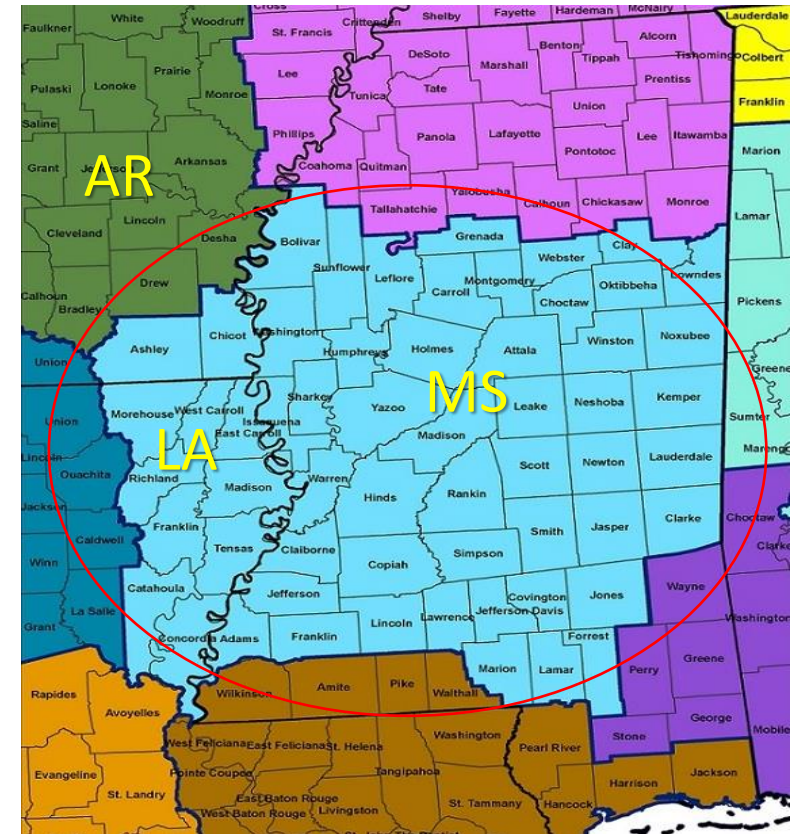 Cross
McNairy
Faulkner
White
Woodruff
Crittenden
Shelby
Fayette
Hardeman
Lauderdale
St. Francis
Alcorn
DeSoto
Benton
Tippah
Tishomingo
Colbert
Marshall
Prairie
Lee
Tate
Prentiss
Pulaski
Lonoke
Monroe
Tunica
Union
Franklin
Saline
Phillips
Panola
Lafayette
Lee
Itawamba
Pontotoc
Marion
Grant
Arkansas
Coahoma
Quitman
AR
Yalobusha
Calhoun
Chickasaw
Monroe
Tallahatchie
Lamar
Lincoln
Cleveland
Desha
Bolivar
Grenada
Clay
Webster
Sunflower
Leflore
Montgomery
Lowndes
Drew
Carroll
Oktibbeha
Calhoun
Choctaw
Pickens
Bradley
Chicot
Washington
Ashley
Humphreys
Holmes
Attala
Winston
Noxubee
Union
Greene
Sharkey
MS
Morehouse
West Carroll
Yazoo
Leake
Neshoba
Kemper
Union
Issaquena
East Carroll
Sumter
Madison
LA
Lincoln
Marengo
Ouachita
Richland
Madison
Warren
Scott
Newton
Lauderdale
Jackson
Hinds
Rankin
Franklin
Choctaw
Caldwell
Tensas
Claiborne
Smith
Jasper
Clarke
Clarke
Winn
Simpson
Copiah
Catahoula
Jefferson
Wayne
La Salle
Covington
Jones
Grant
Lincoln
Lawrence
Jefferson Davis
Washington
Concordia
Adams
Franklin
Forrest
Marion
Lamar
Perry
Greene
Rapides
Wilkinson
Amite
Pike
Walthall
Avoyelles
George
Mobile
Stone
West Feliciana
East Feliciana
St. Helena
Washington
Pearl River
Evangeline
Pointe Coupee
Tangipahoa
Jackson
St. Landry
Harrison
East Baton Rouge
Hancock
West Baton Rouge
Livingston
St. Tammany